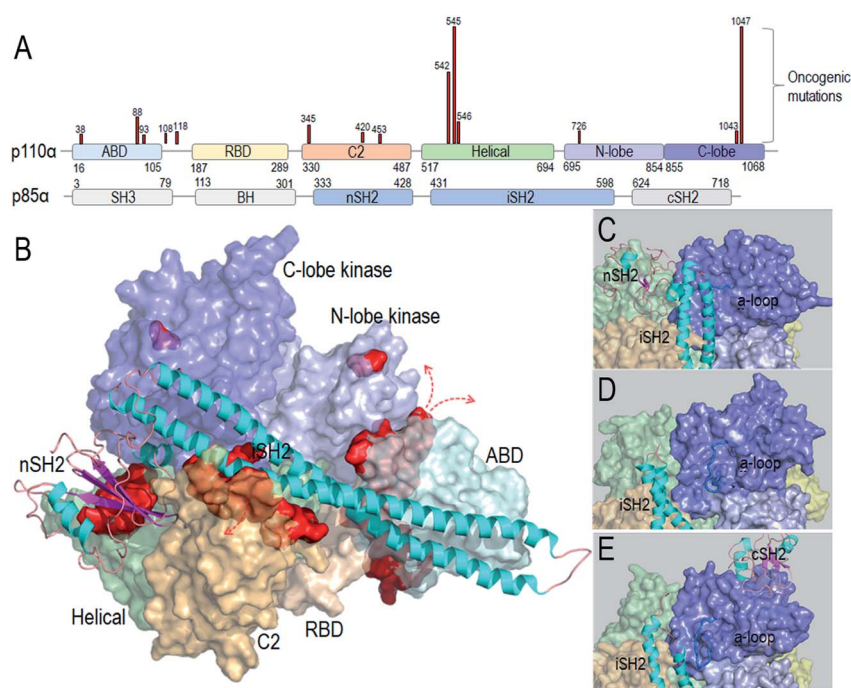 A
545
1047
542
88
38
93
108
118
345
420
453
546
726
1043
Oncogenic
mutations
p110α
ABD
RBD
C2
Helical
N-lobe
C-lobe
16
105
187
289
330
487
517
694
695
854
855
1068
3
79
113
301
333
428
431
598
624
718
p85α
SH3
BH
nSH2
iSH2
cSH2
B
C-lobe kinase
N-lobe kinase
nSH2
iSH2
ABD
Helical
C2
RBD
C
nSH2
iSH2
a-loop
D
iSH2
a-loop
E
cSH2
iSH2
a-loop